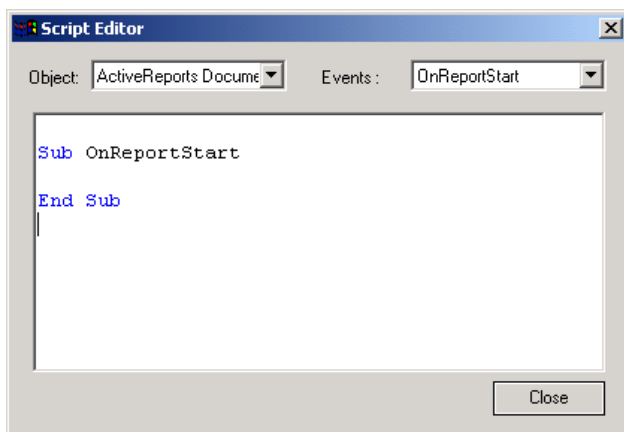 Script Editor
Object: ActiveReports Docume Events : OnReportStart
Sub OnReportStart
End Sub
Close